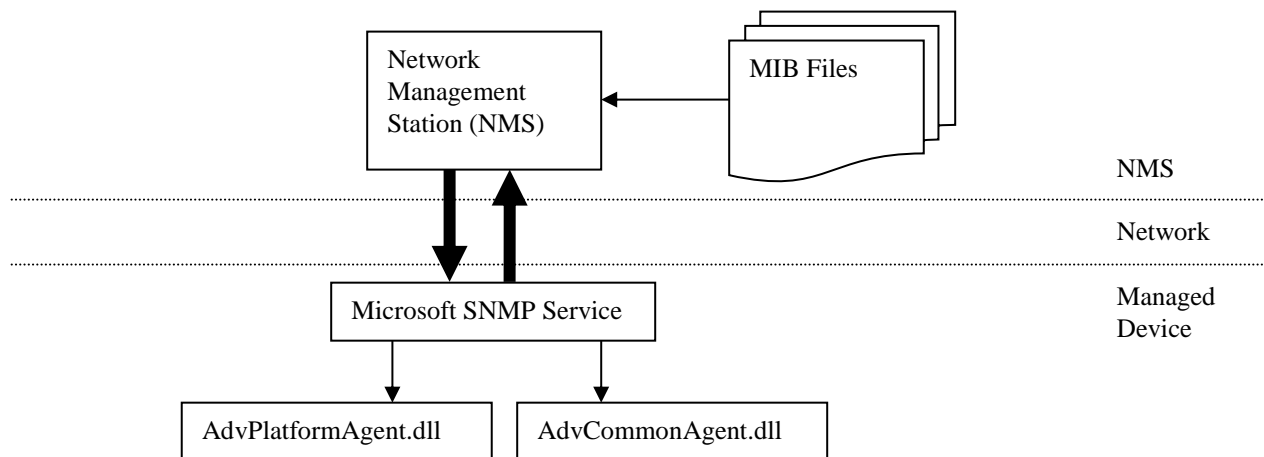 Network
Management
Station (NMS)
MIB Files
NMS
Network
Microsoft SNMP Service
Managed
Device
AdvPlatformAgent.dll
AdvCommonAgent.dll